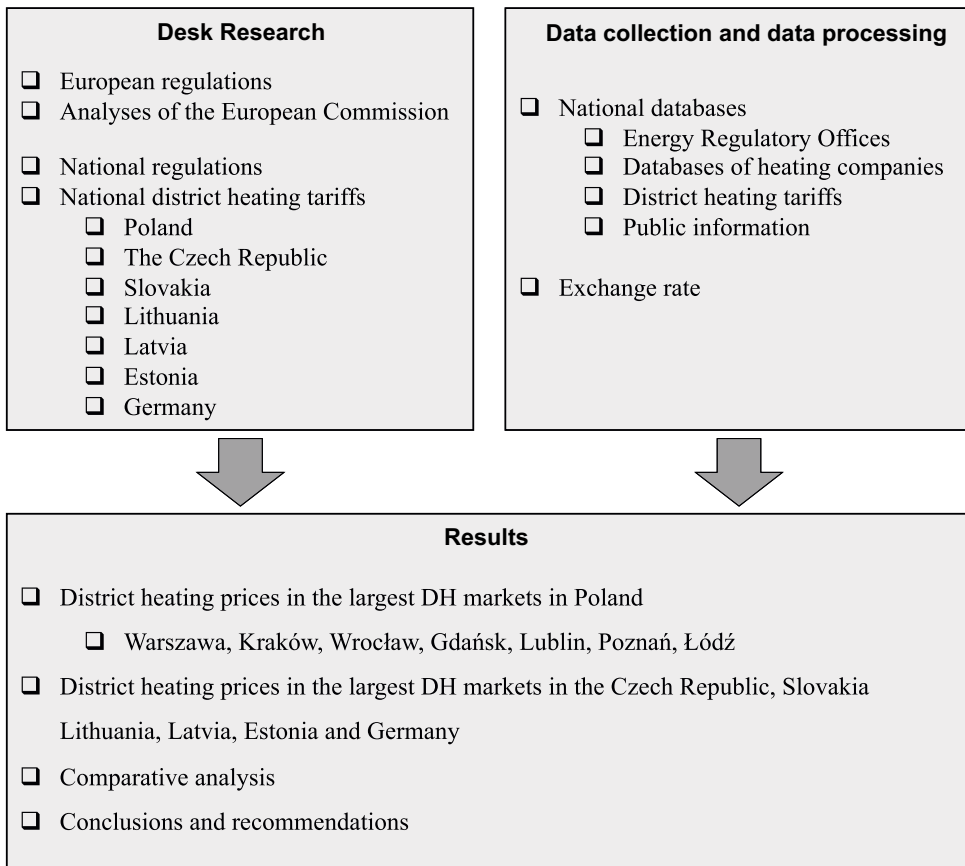 Desk Research
❑ European regulations
❑ Analyses of the European Commission
❑ National regulations
❑ National district heating tariffs
❑ Poland
❑ The Czech Republic
❑ Slovakia
❑ Lithuania
❑ Latvia
❑ Estonia
❑ Germany
Data collection and data processing
❑ National databases
❑ Energy Regulatory Offices
❑ Databases of heating companies
❑ District heating tariffs
❑ Public information
❑ Exchange rate
Results
❑ District heating prices in the largest DH markets in Poland
❑ Warszawa, Kraków, Wrocław, Gdańsk, Lublin, Poznań, Łódź
❑ District heating prices in the largest DH markets in the Czech Republic, Slovakia
Lithuania, Latvia, Estonia and Germany
❑ Comparative analysis
❑ Conclusions and recommendations